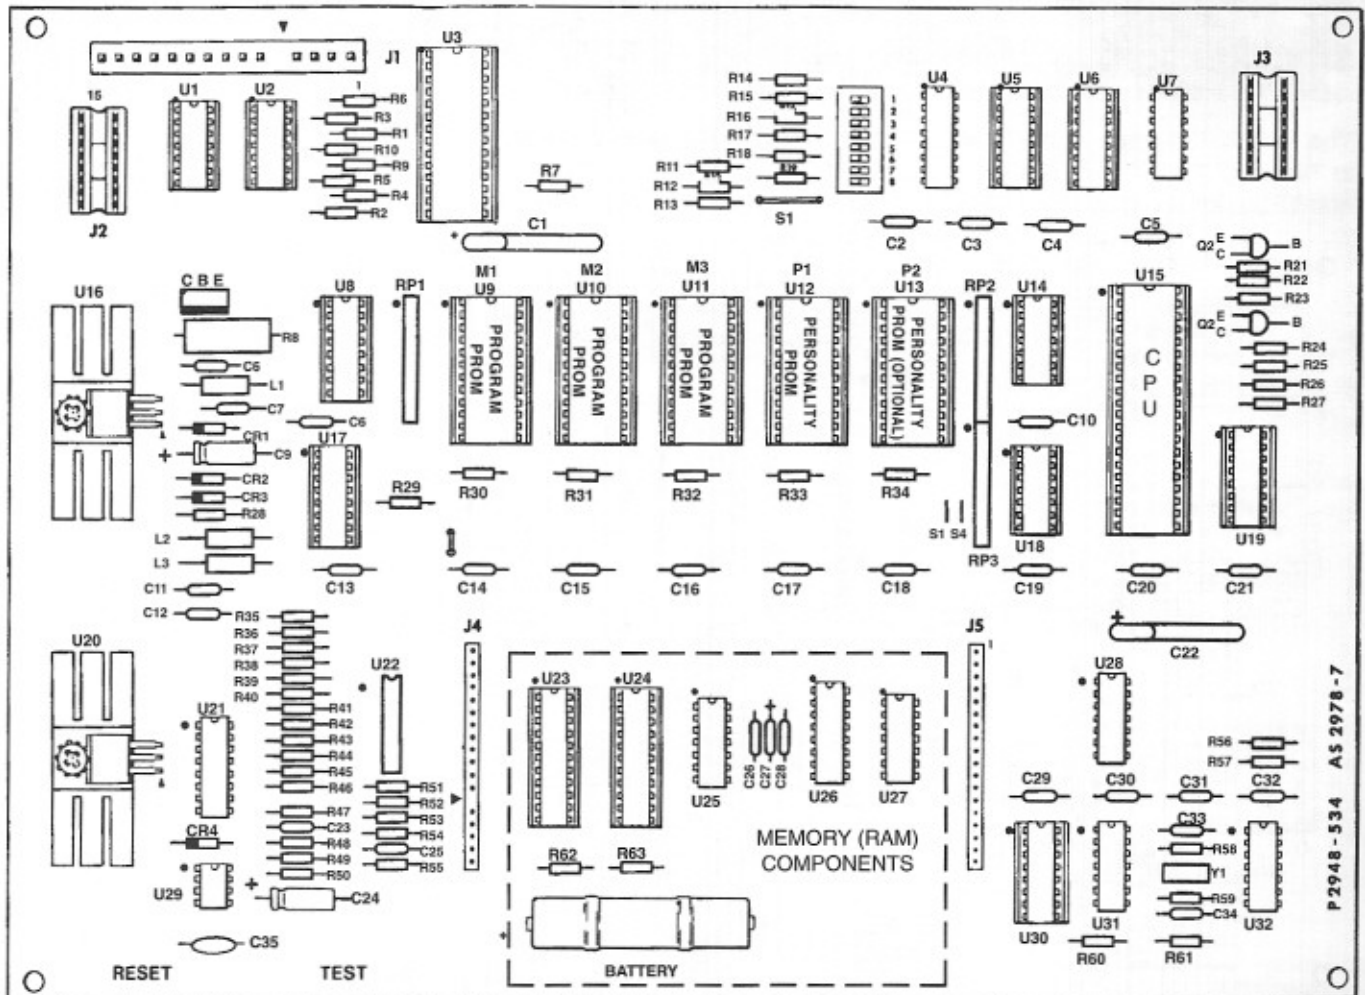 J1
U3
J3
15
U1
U2
1
R6
R3
R1
R10
R9
R5
R4
R2
J2
R7
C1
+
R14
R15
R16
R17
R18
R11
R12
R13
S1
1
2
3
4
5
6
7
8
U4
U5
U6
U7
C2
C3
C4
C5
Q2
E
C
B
R21
R22
R23
Q2
E
C
B
R24
R25
R26
R27
U16
C B E
R8
C6
L1
C7
CR1
+
C9
CR2
CR3
R28
L2
L3
C11
C12
U8
RP1
C6
U17
R29
C13
M1
U9
PROGRAM
PROM
R30
C14
M2
U10
PROGRAM
PROM
R31
C15
M3
U11
PROGRAM
PROM
R32
C16
P1
U12
PERSONALITY
PROM
R33
C17
P2
U13
PERSONALITY
PROM (OPTIONAL)
R34
C18
RP2
U14
C10
S1 S4
RP3
U18
C19
U15
CPU
C20
U19
C21
+
C22
U20
R35
R36
R37
R38
R39
R40
R41
R42
R43
R44
R45
R46
R47
C23
R48
R49
R50
U21
CR4
U29
+
C24
C35
U22
R51
R52
R53
R54
C25
R55
J4
J5
1
U23
U24
U25
+
C26
C27
C28
U26
U27
R62
R63
MEMORY (RAM)
COMPONENTS
+
BATTERY
U28
R56
R57
C29
C30
C31
C32
C33
R58
Y1
R59
C34
U30
U31
U32
R60
R61
P2948-534 AS 2978-7
RESET
TEST